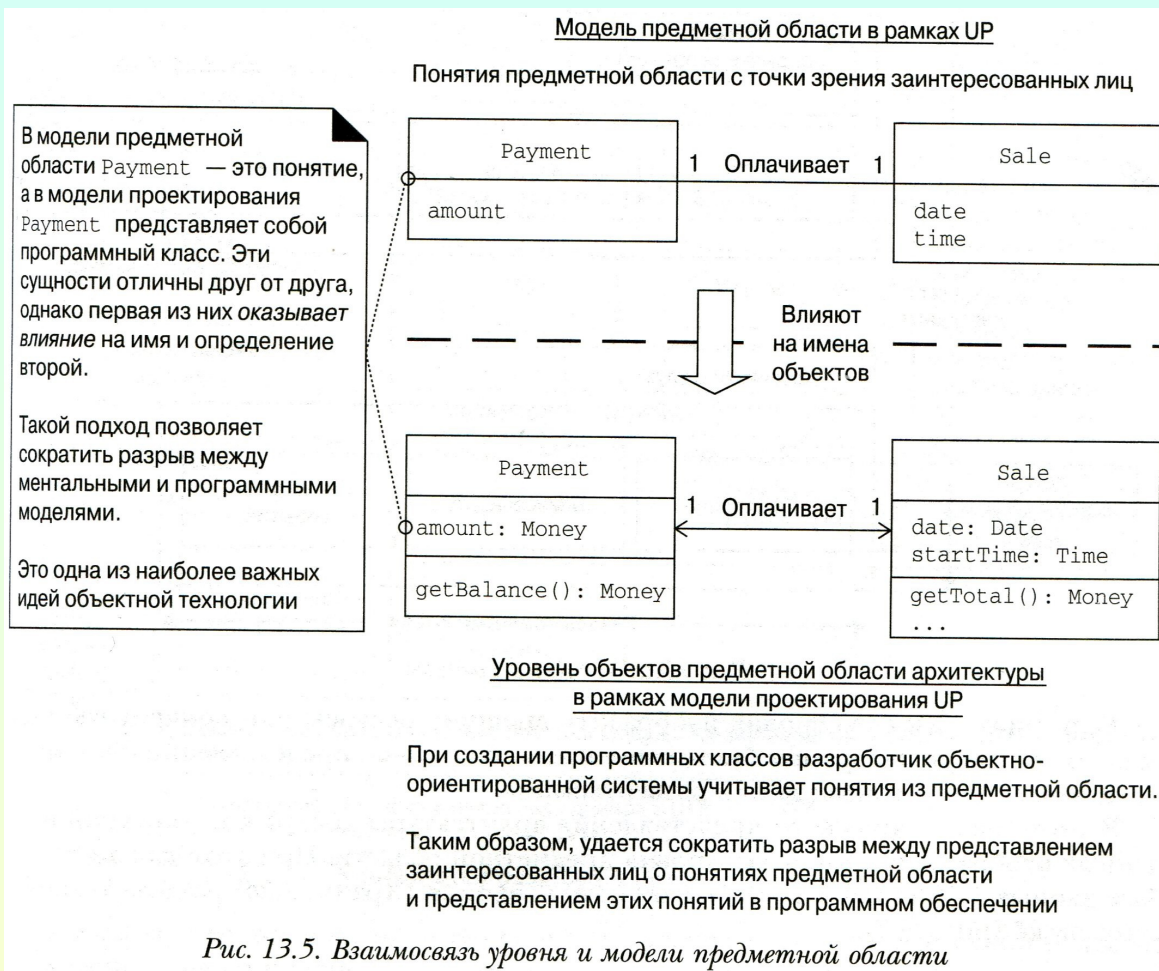 Модель предметной области в рамках UP
Понятия предметной области с точки зрения заинтересованных лиц
В модели предметной
области Payment — это понятие,
а в модели проектирования
Payment представляет собой
программный класс. Эти
сущности отличны друг от друга,
однако первая из них оказывает
влияние на имя и определение
второй.
Такой подход позволяет
сократить разрыв между
ментальными и программными
моделями.
Это одна из наиболее важных
идей объектной технологии
Payment
amount
1 Оплачивает 1
Sale
date
time
Влияют
на имена
объектов
Payment
amount: Money
getBalance(): Money
1 Оплачивает 1
Sale
date: Date
startTime: Time
getTotal(): Money
...
Уровень объектов предметной области архитектуры
в рамках модели проектирования UP
При создании программных классов разработчик объектно-
ориентированной системы учитывает понятия из предметной области.
Таким образом, удается сократить разрыв между представлением
заинтересованных лиц о понятиях предметной области
и представлением этих понятий в программном обеспечении
Рис. 13.5. Взаимосвязь уровня и модели предметной области